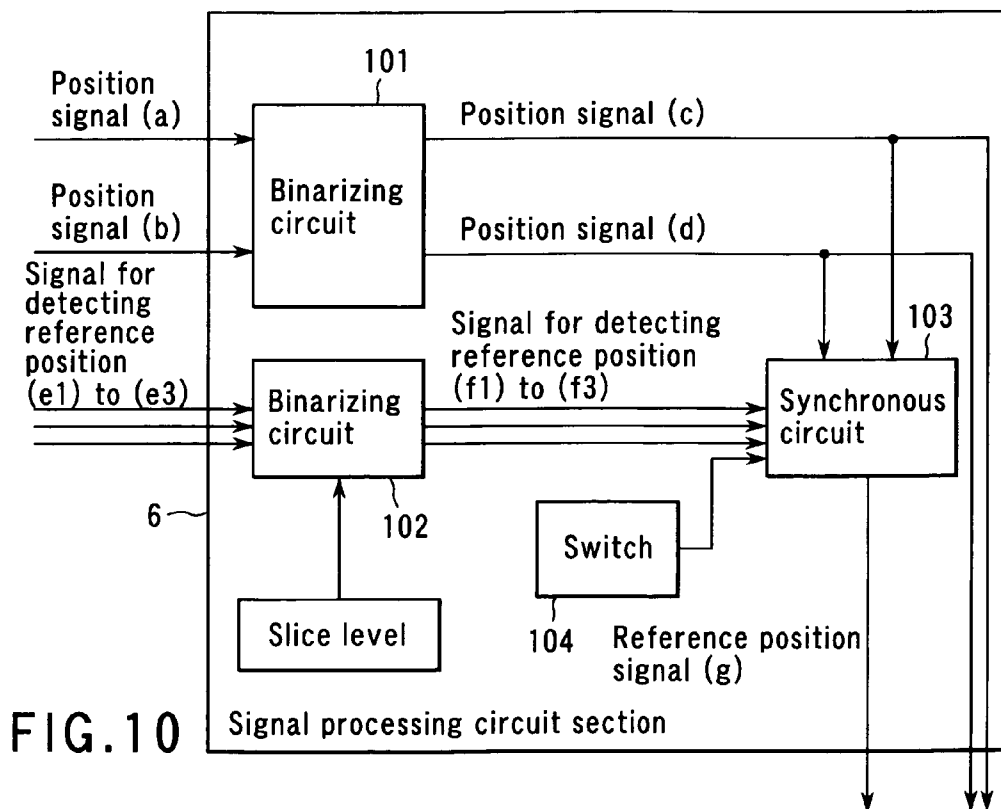 101
Position
signal (a)
Position signal (c)
Binarizing
circuit
Position
signal (b)
Position signal (d)
Signal for
detecting
reference
position
(e1) to (e3)
Signal for detecting
reference position
(f1) to (f3)
103
Binarizing
circuit
Synchronous
circuit
6
102
Switch
104
Slice level
Reference position
signal (g)
FIG.10
Signal processing circuit section